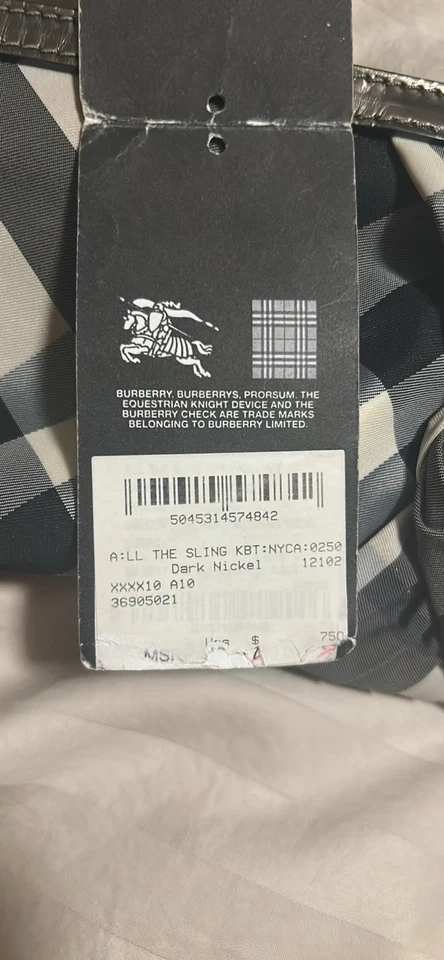 BURBERRY, BURBERRYS, PRORSUM, THE
EQUESTRIAN KNIGHT DEVICE AND THE
BURBERRY CHECK ARE TRADE MARKS
BELONGING TO BURBERRY LIMITED.
5045314574842
A:LL THE SLING KBT:NYCA:0250
Dark Nickel 12102
XXXX10 A10
36905021
$ 750